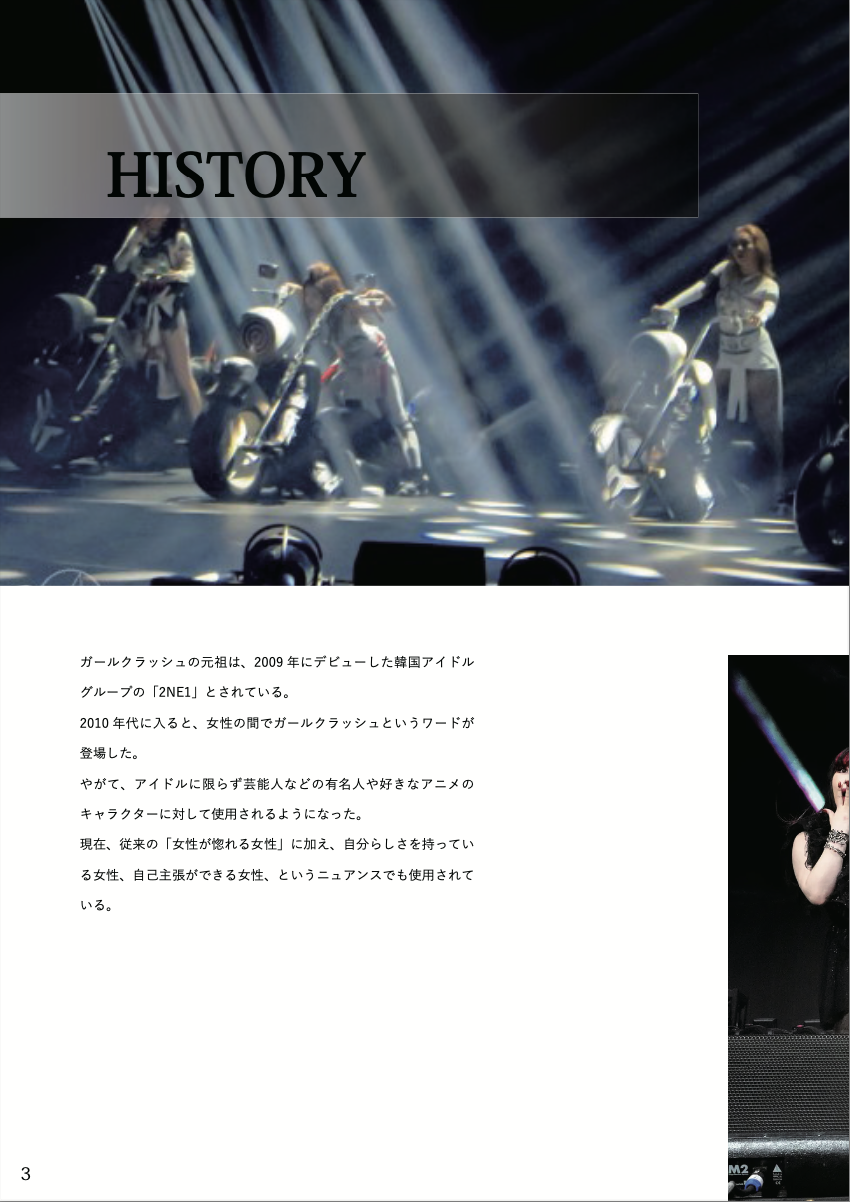 HISTORY
ガールクラッシュの元祖は、2009 年にデビューした韓国アイドル
グループの「2NE1」とされている。
2010 年代に入ると、女性の間でガールクラッシュというワードが
登場した。
やがて、アイドルに限らず芸能人などの有名人や好きなアニメの
キャラクターに対して使用されるようになった。
現在、従来の「女性が惚れる女性」に加え、自分らしさを持ってい
る女性、自己主張ができる女性、というニュアンスでも使用されて
いる。
M2
3